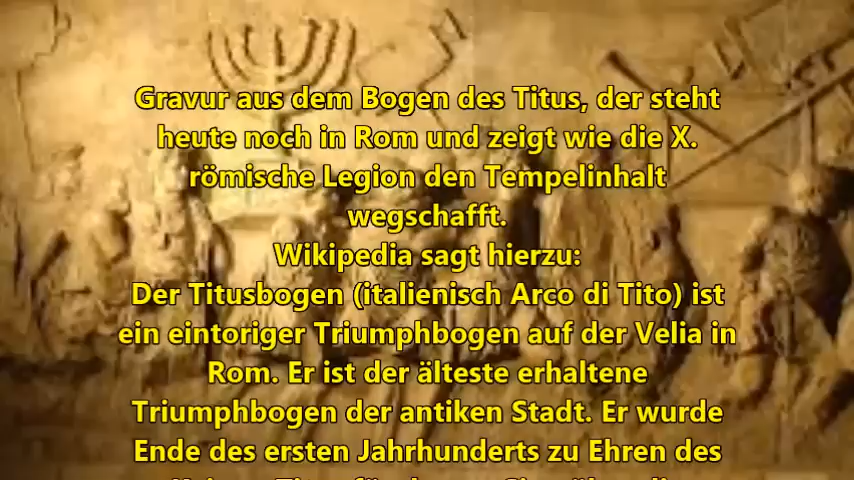 Gravur aus dem Bogen des Titus, der steht
heute noch in Rom und zeigt wie die X.
römische Legion den Tempelinhalt
wegschafft.
Wikipedia sagt hierzu:
Der Titusbogen (italienisch Arco di Tito) ist
ein eintoriger Triumphbogen auf der Velia in
Rom. Er ist der älteste erhaltene
Triumphbogen der antiken Stadt. Er wurde
Ende des ersten Jahrhunderts zu Ehren des